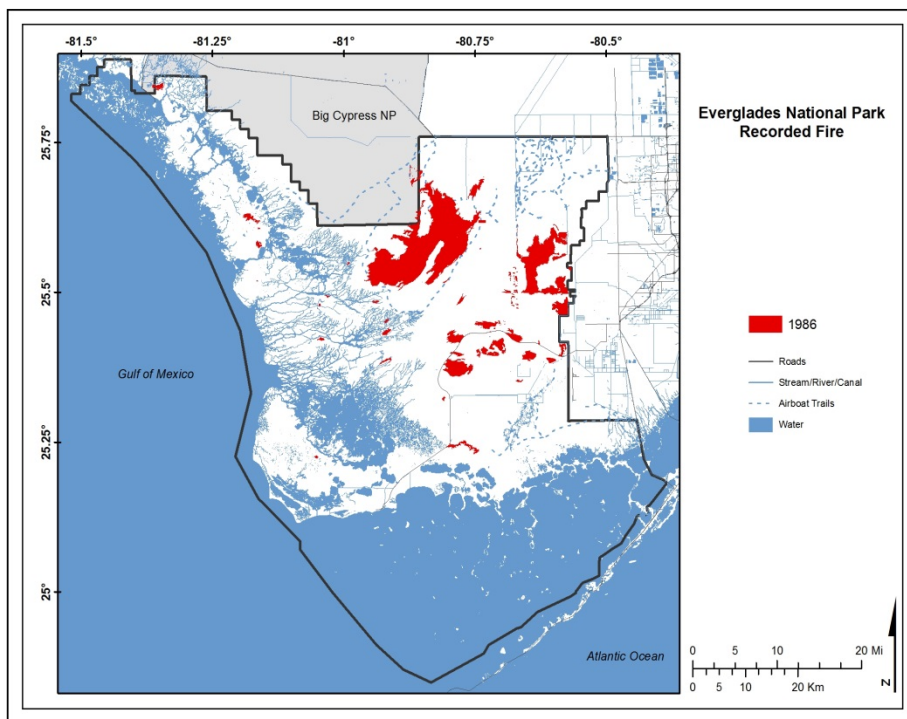 -81.5° -81.25° -81° -80.75° -80.5°
Everglades National Park
Recorded Fire
Big Cypress NP
25.75°
25.5°
25.25°
25°
1986
Roads
Stream/River/Canal
Airboat Trails
Water
Gulf of Mexico
Atlantic Ocean
0 5 10 20 Mi
0 5 10 20 Km
N